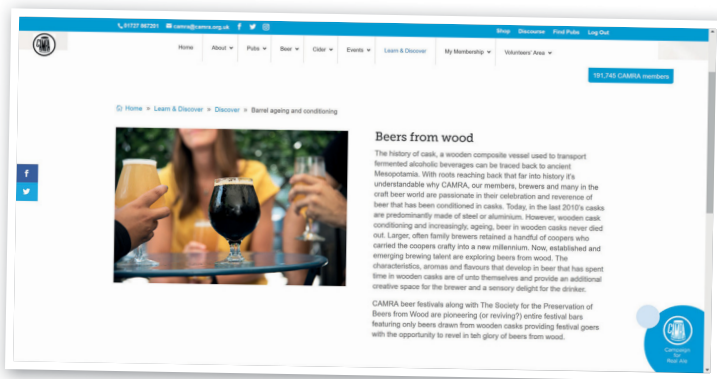 01727 867201 camra@camra.org.uk
Shop Discourse Find Pubs Log Out
CAMRA
Home About Pubs Beer Cider Events Learn & Discover My Membership Volunteers' Area
191,745 CAMRA members
Home » Learn & Discover » Discover » Barrel ageing and conditioning
Beers from wood
The history of cask, a wooden composite vessel used to transport
fermented alcoholic beverages can be traced back to ancient
Mesopotamia. With roots reaching back that far into history it's
understandable why CAMRA, our members, brewers and many in the
craft beer world are passionate in their celebration and reverence of
beer that has been conditioned in casks. Today, in the last 2010's casks
are predominantly made of steel or aluminium. However, wooden cask
conditioning and increasingly, ageing, beer in wooden casks never died
out. Larger, often family brewers retained a handful of coopers who
carried the coopers crafty into a new millennium. Now, established and
emerging brewing talent are exploring beers from wood. The
characteristics, aromas and flavours that develop in beer that has spent
time in wooden casks are of unto themselves and provide an additional
creative space for the brewer and a sensory delight for the drinker.
CAMRA beer festivals along with The Society for the Preservation of
Beers from Wood are pioneering (or reviving?) entire festival bars
featuring only beers drawn from wooden casks providing festival goers
with the opportunity to revel in teh glory of beers from wood.
CAMRA
Campaign
for
Real Ale